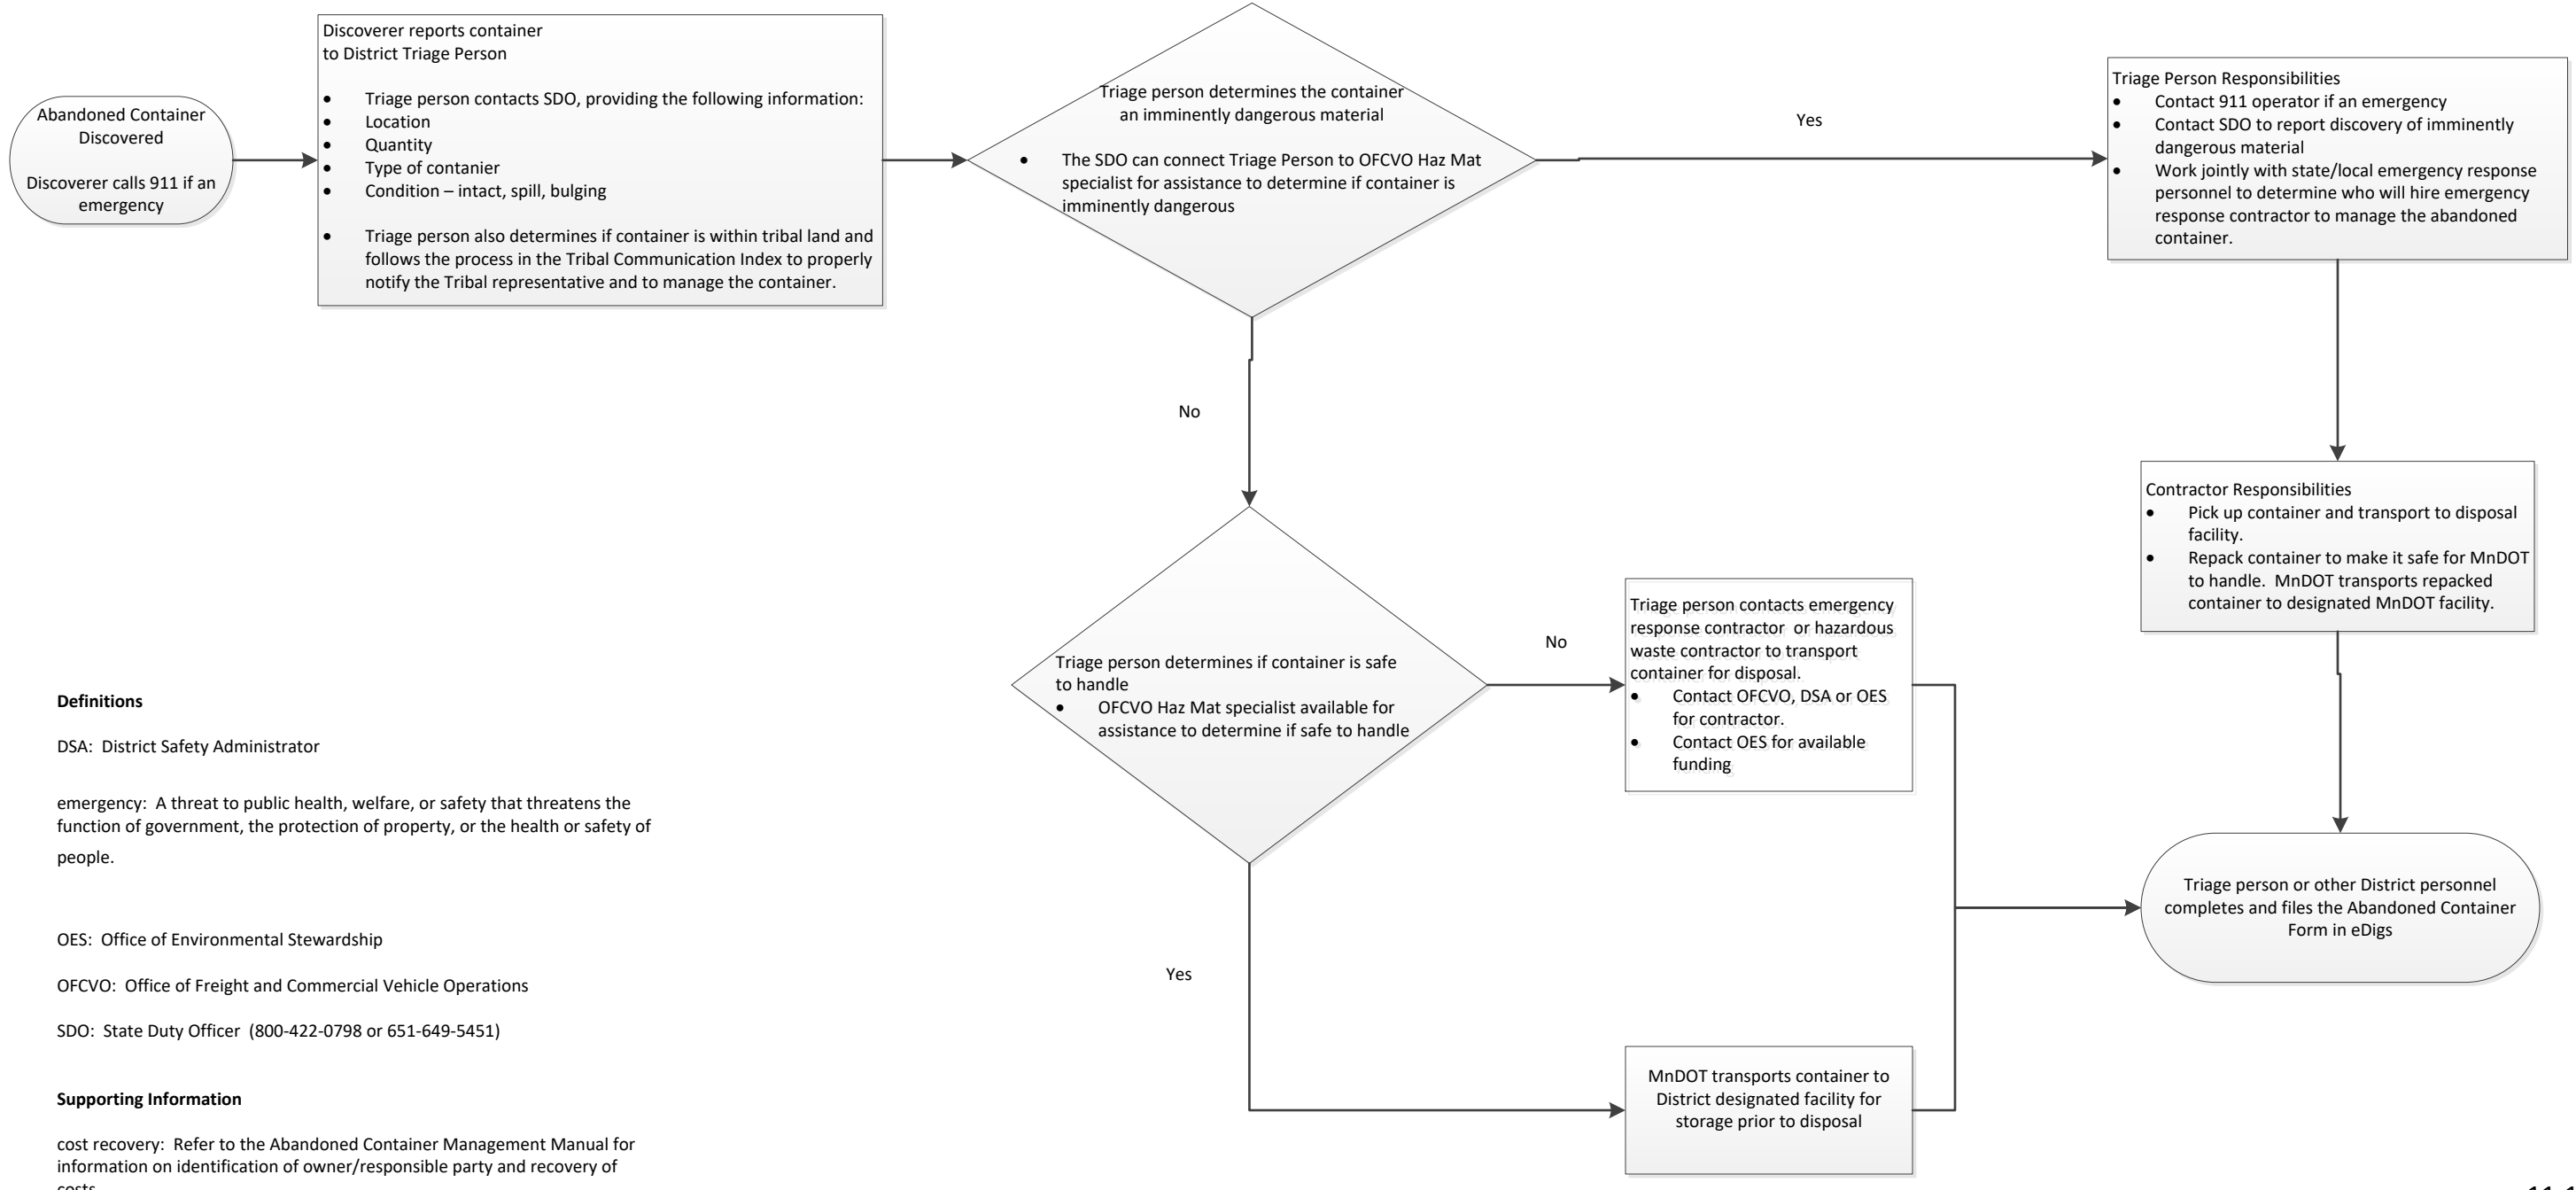 Abandoned Container
Discovered
Discoverer calls 911 if an
emergency
Discoverer reports container
to District Triage Person
• Triage person contacts SDO, providing the following information:
• Location
• Quantity
• Type of contanier
• Condition – intact, spill, bulging
• Triage person also determines if container is within tribal land and
follows the process in the Tribal Communication Index to properly
notify the Tribal representative and to manage the container.
Triage person determines the container
an imminently dangerous material
• The SDO can connect Triage Person to OFCVO Haz Mat
specialist for assistance to determine if container is
imminently dangerous
Yes
Triage Person Responsibilities
• Contact 911 operator if an emergency
• Contact SDO to report discovery of imminently
dangerous material
• Work jointly with state/local emergency response
personnel to determine who will hire emergency
response contractor to manage the abandoned
container.
No
Contractor Responsibilities
• Pick up container and transport to disposal
facility.
• Repack container to make it safe for MnDOT
to handle.  MnDOT transports repacked
container to designated MnDOT facility.
Triage person determines if container is safe
to handle
• OFCVO Haz Mat specialist available for
assistance to determine if safe to handle
No
Triage person contacts emergency
response contractor  or hazardous
waste contractor to transport
container for disposal.
• Contact OFCVO, DSA or OES
for contractor.
• Contact OES for available
funding
Yes
MnDOT transports container to
District designated facility for
storage prior to disposal
Triage person or other District personnel
completes and files the Abandoned Container
Form in eDigs
Definitions
DSA:  District Safety Administrator
emergency:  A threat to public health, welfare, or safety that threatens the
function of government, the protection of property, or the health or safety of
people.
OES:  Office of Environmental Stewardship
OFCVO:  Office of Freight and Commercial Vehicle Operations
SDO:  State Duty Officer  (800-422-0798 or 651-649-5451)
Supporting Information
cost recovery:  Refer to the Abandoned Container Management Manual for
information on identification of owner/responsible party and recovery of
costs